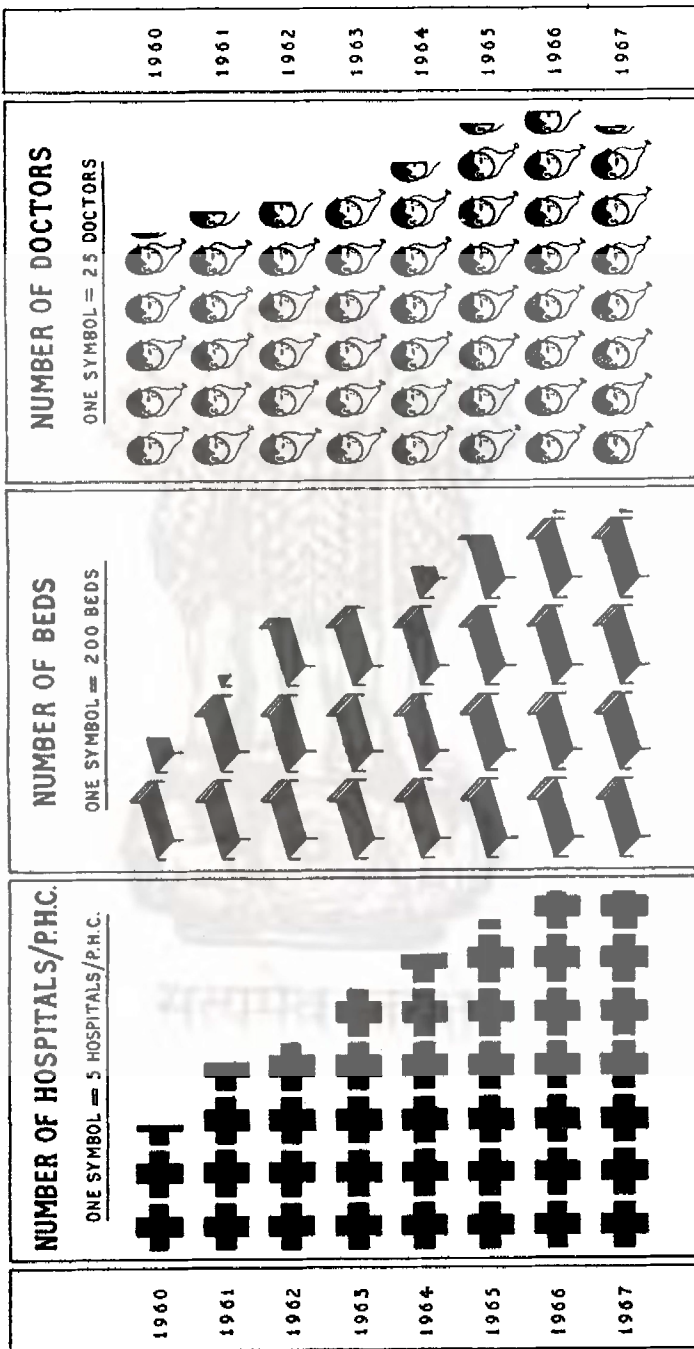 NUMBER OF HOSPITALS/P.H.C.
ONE SYMBOL = 5 HOSPITALS/P.H.C.
NUMBER OF BEDS
ONE SYMBOL = 200 BEDS
NUMBER OF DOCTORS
ONE SYMBOL = 25 DOCTORS
1960 1960
1961 1961
1962 1962
1963 1963
1964 1964
1965 1965
1966 1966
1967 1967